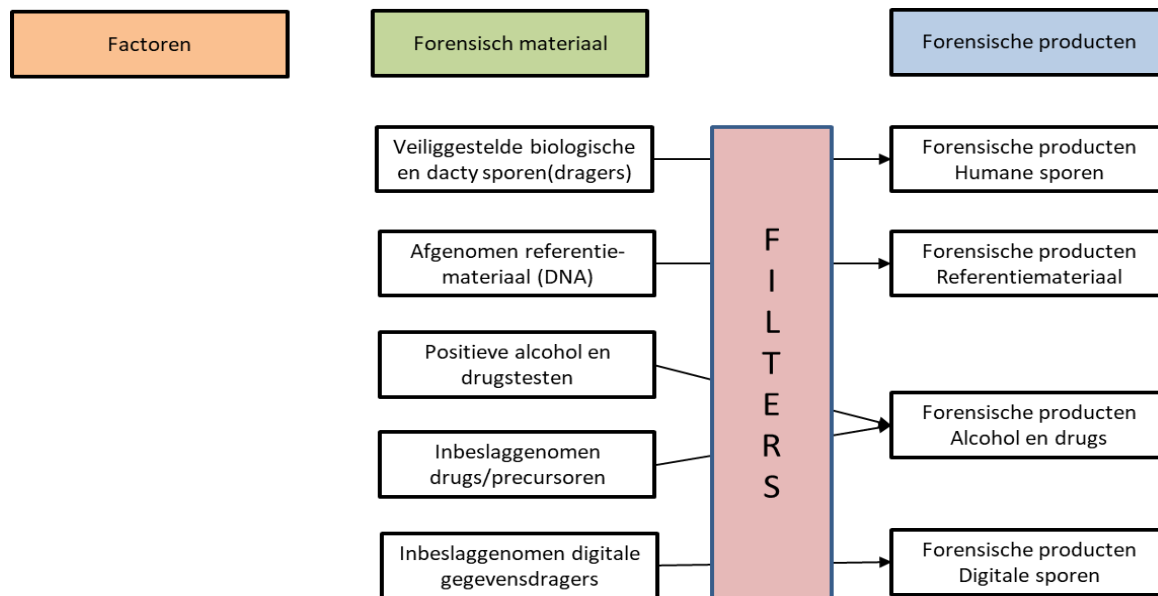 Factoren
Forensisch materiaal
Forensische producten
Veiliggestelde biologische
en dacty sporen(dragers)
Forensische producten
Humane sporen
Afgenomen referentie-
materiaal (DNA)
Forensische producten
Referentiemateriaal
FILTERS
Positieve alcohol en
drugstesten
Forensische producten
Alcohol en drugs
Inbeslaggenomen
drugs/precursoren
Inbeslaggenomen digitale
gegevensdragers
Forensische producten
Digitale sporen